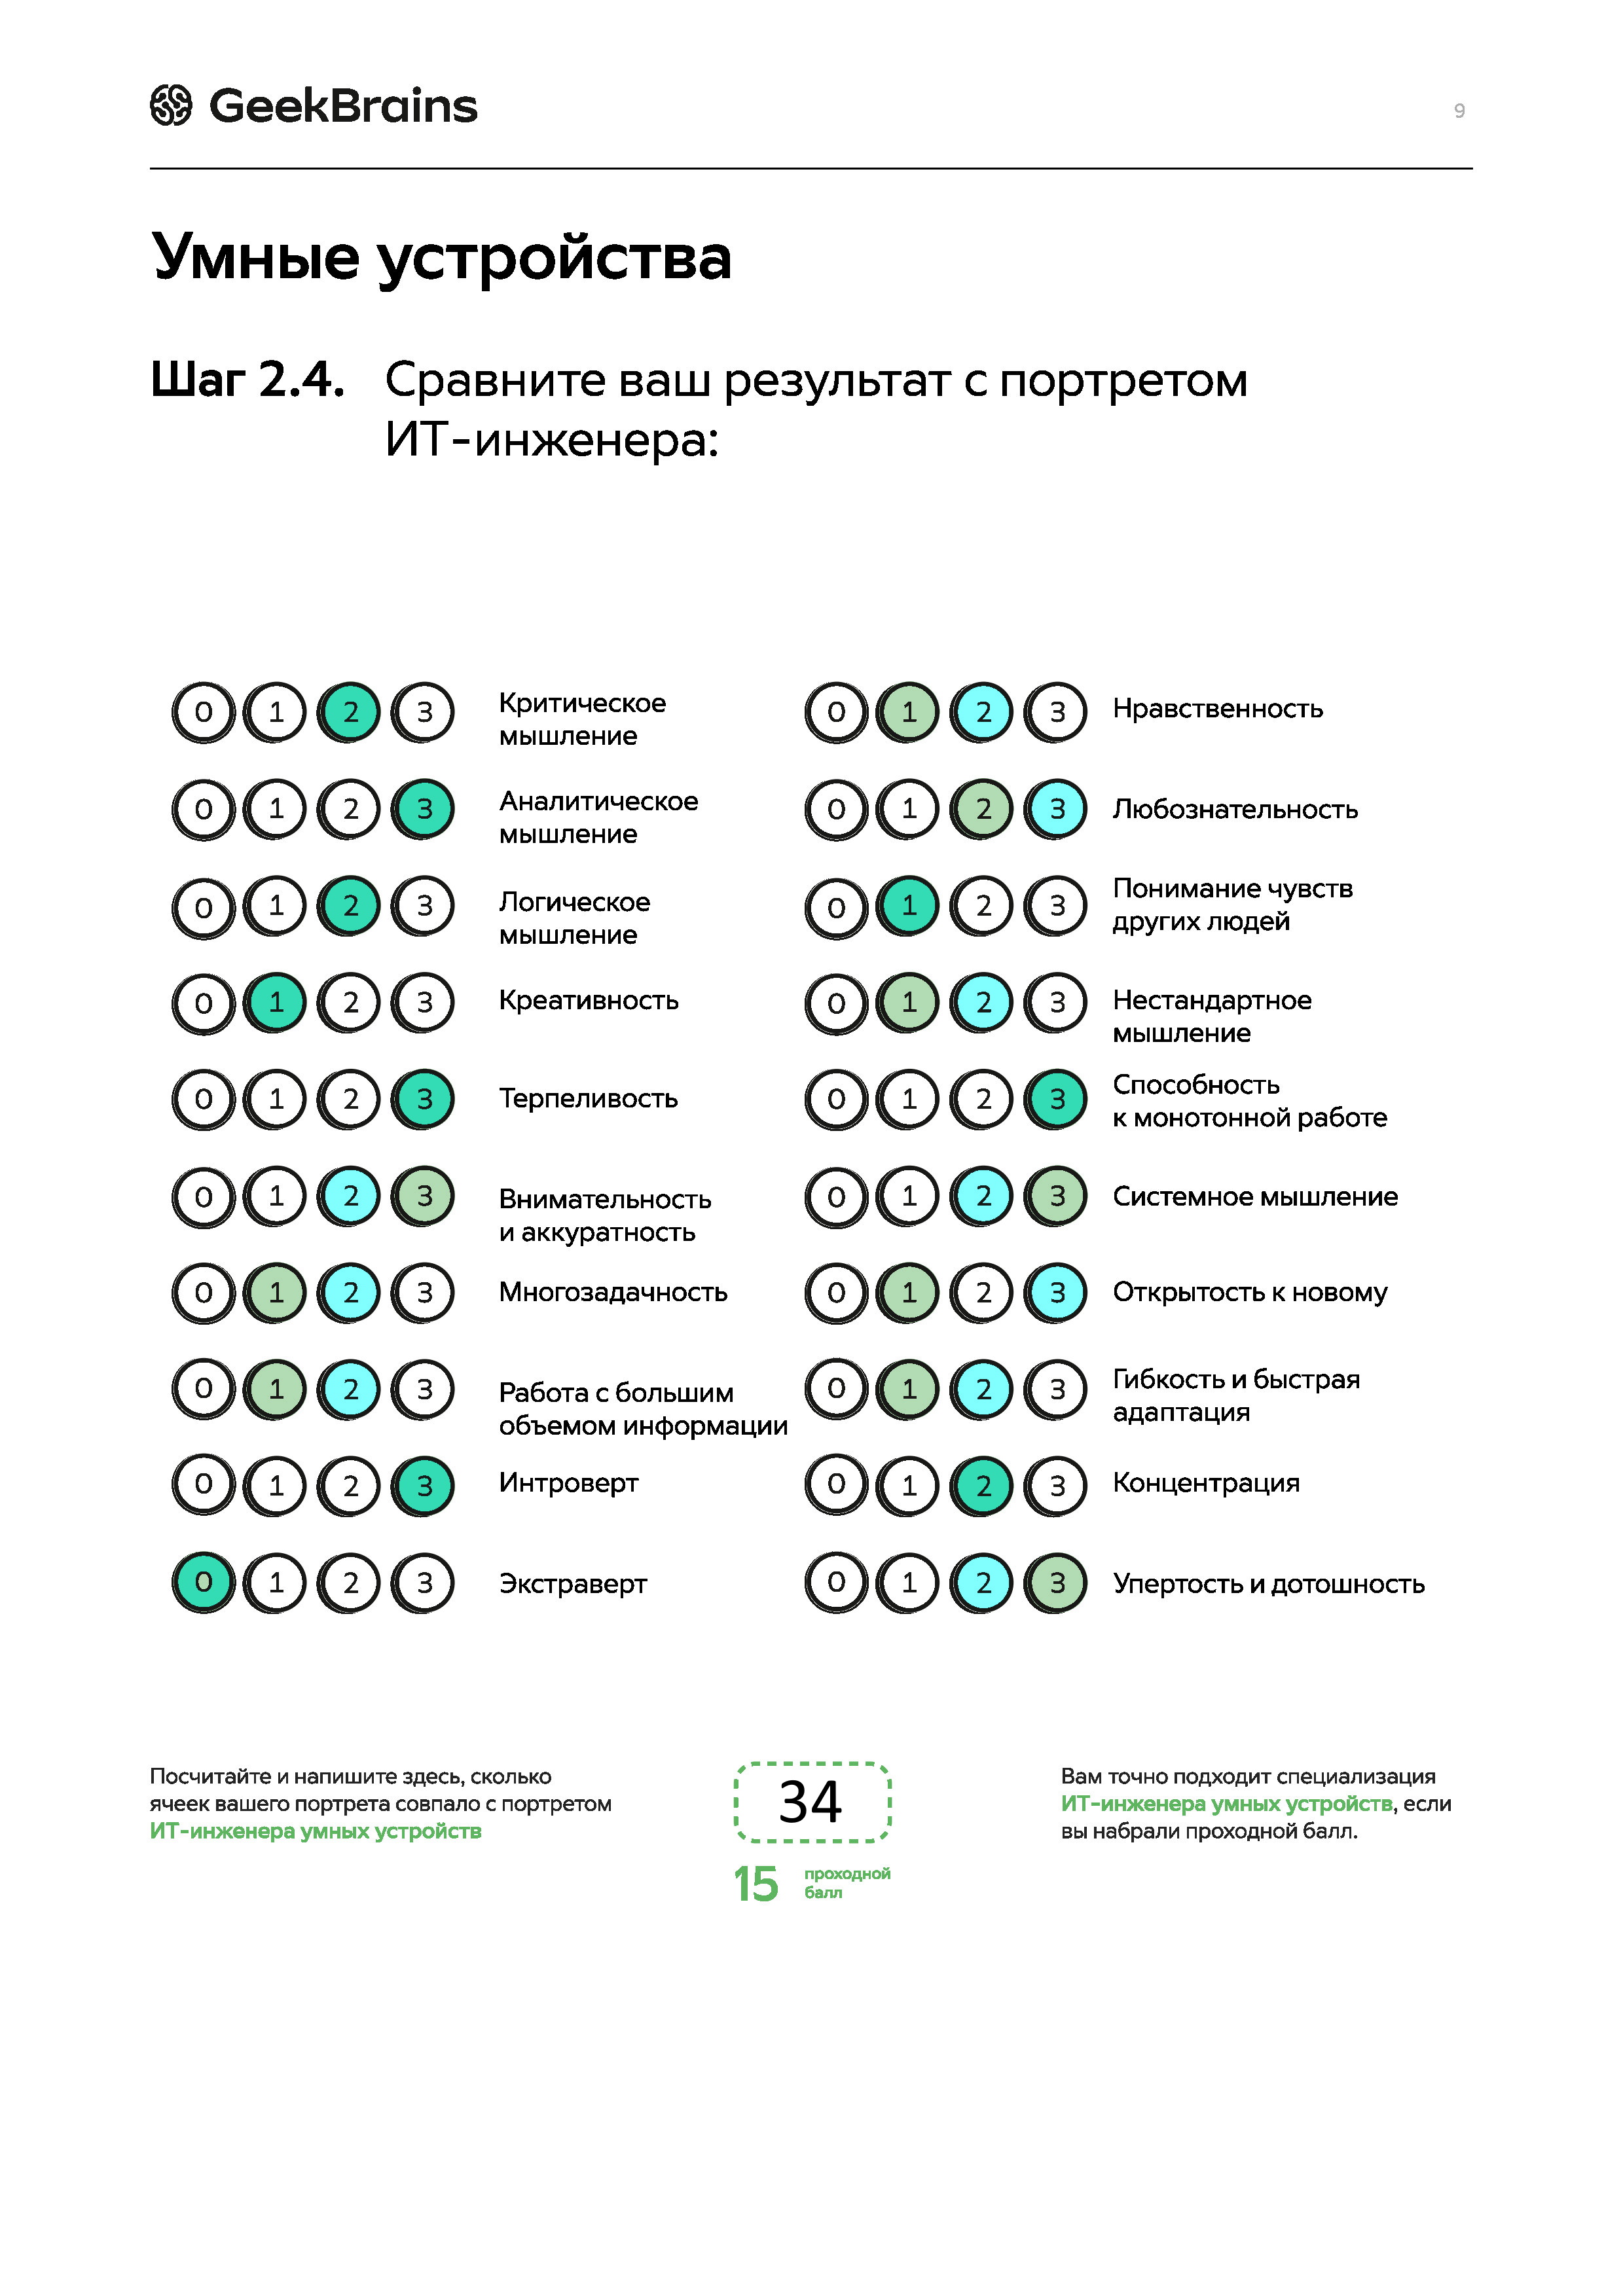 GeekBrains
9
Умные устройства
Шаг 2.4. Сравните ваш результат с портретом
ИТ-инженера:
0 1 2 3 Критическое
мышление
0 1 2 3 Аналитическое
мышление
0 1 2 3 Логическое
мышление
0 1 2 3 Креативность
0 1 2 3 Терпеливость
0 1 2 3 Внимательность
и аккуратность
0 1 2 3 Многозадачность
0 1 2 3 Работа с большим
объемом информации
0 1 2 3 Интроверт
0 1 2 3 Экстраверт
0 1 2 3 Нравственность
0 1 2 3 Любознательность
0 1 2 3 Понимание чувств
других людей
0 1 2 3 Нестандартное
мышление
0 1 2 3 Способность
к монотонной работе
0 1 2 3 Системное мышление
0 1 2 3 Открытость к новому
0 1 2 3 Гибкость и быстрая
адаптация
0 1 2 3 Концентрация
0 1 2 3 Упертость и дотошность
Посчитайте и напишите здесь, сколько
ячеек вашего портрета совпало с портретом
ИТ-инженера умных устройств
34
15 проходной
балл
Вам точно подходит специализация
ИТ-инженера умных устройств, если
вы набрали проходной балл.